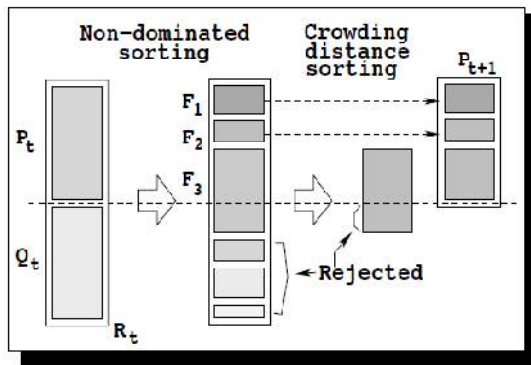 Non-dominated
sorting
Crowding
distance
sorting
P_{t+1}
P_t
F_1
F_2
F_3
Q_t
Rejected
R_t